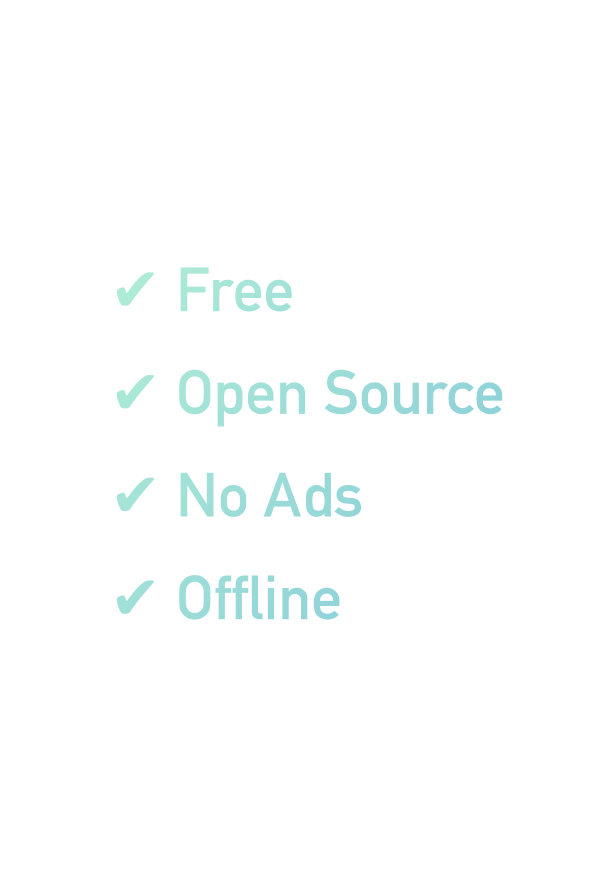 ✔ Free
✔ Open Source
✔ No Ads
✔ Offline